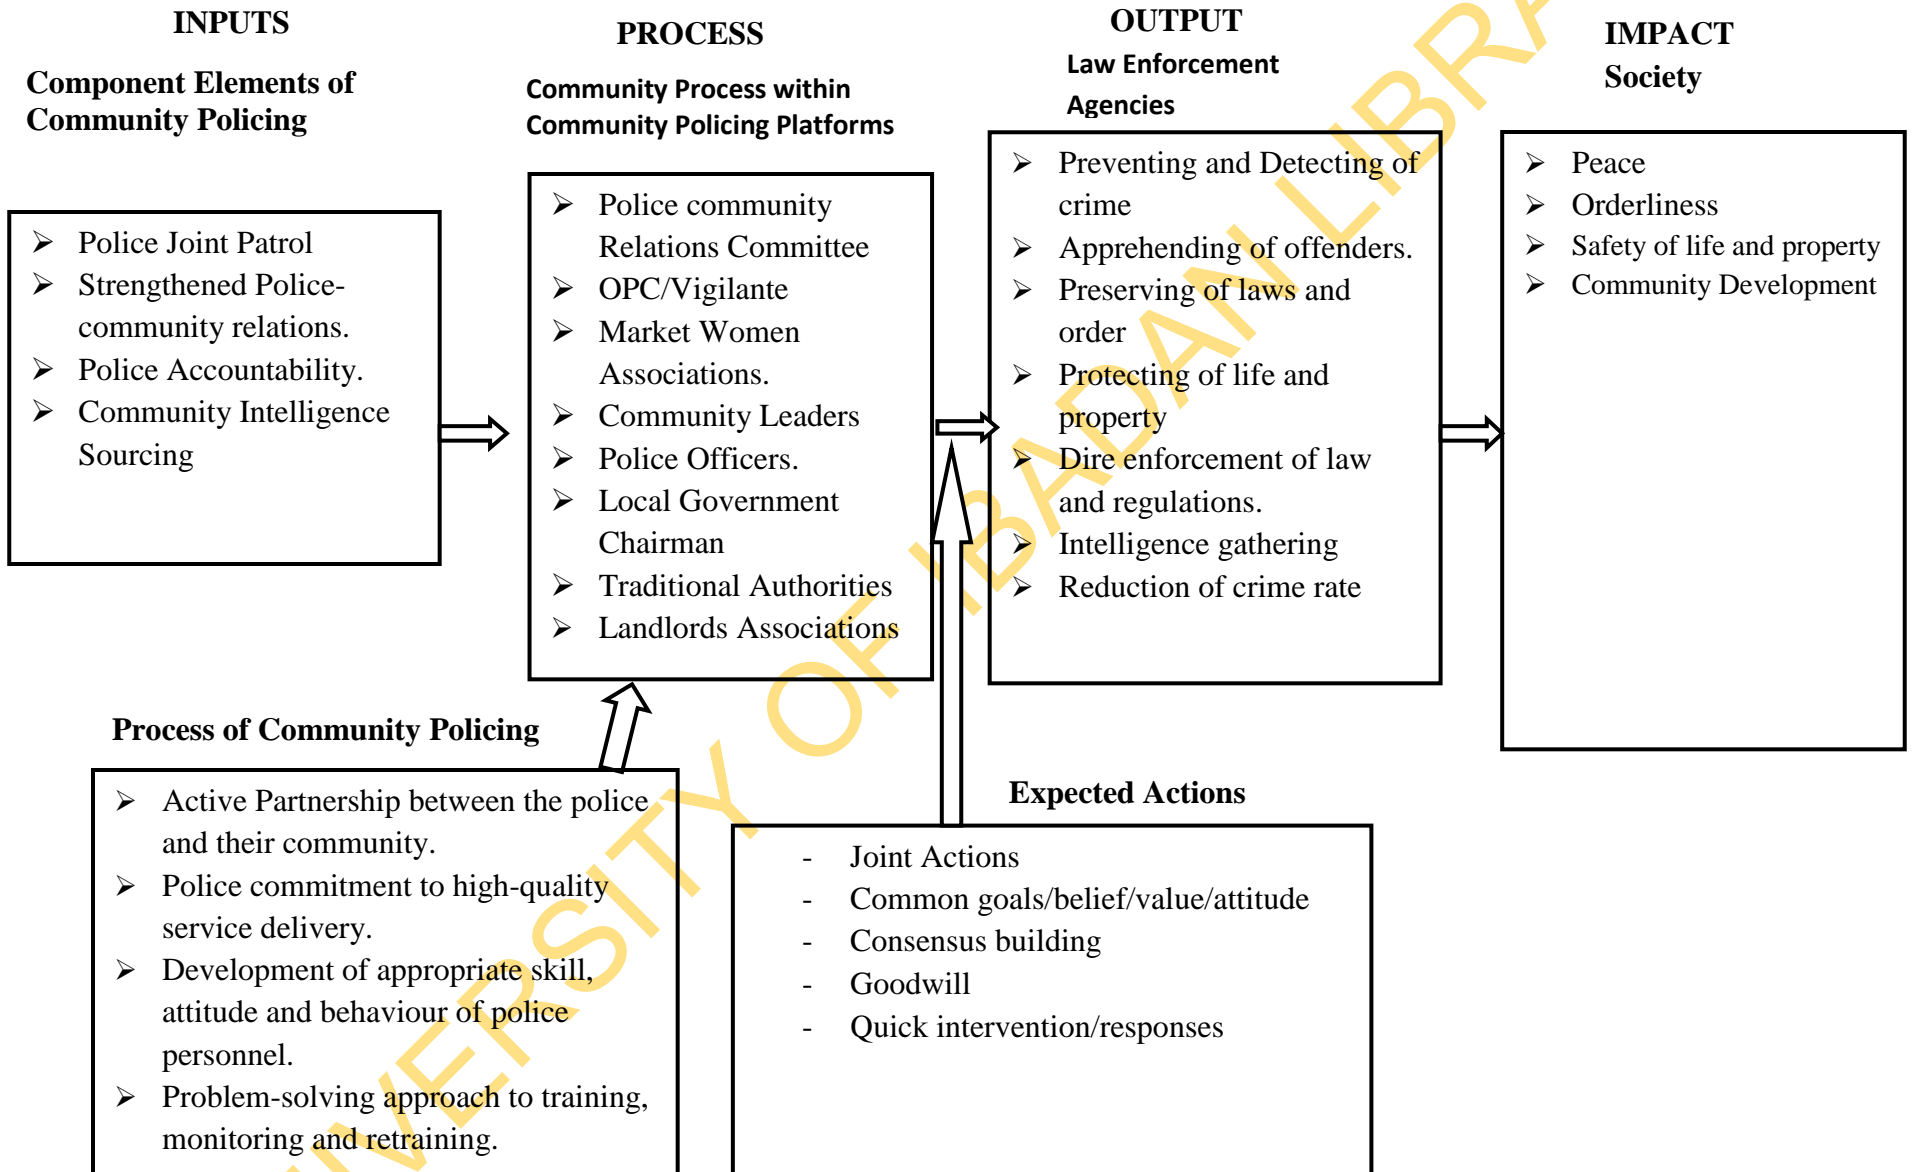 INPUTS
Component Elements of
Community Policing
➢ Police Joint Patrol
➢ Strengthened Police-
community relations.
➢ Police Accountability.
➢ Community Intelligence
Sourcing
PROCESS
Community Process within
Community Policing Platforms
➢ Police community
Relations Committee
➢ OPC/Vigilante
➢ Market Women
Associations.
➢ Community Leaders
➢ Police Officers.
➢ Local Government
Chairman
➢ Traditional Authorities
➢ Landlords Associations
OUTPUT
Law Enforcement
Agencies
➢ Preventing and Detecting of
crime
➢ Apprehending of offenders.
➢ Preserving of laws and
order
➢ Protecting of life and
property
➢ Dire enforcement of law
and regulations.
➢ Intelligence gathering
➢ Reduction of crime rate
IMPACT
Society
➢ Peace
➢ Orderliness
➢ Safety of life and property
➢ Community Development
Process of Community Policing
➢ Active Partnership between the police
and their community.
➢ Police commitment to high-quality
service delivery.
➢ Development of appropriate skill,
attitude and behaviour of police
personnel.
➢ Problem-solving approach to training,
monitoring and retraining.
Expected Actions
- Joint Actions
- Common goals/belief/value/attitude
- Consensus building
- Goodwill
- Quick intervention/responses
IVERSITY OF IBADAN LIBRA